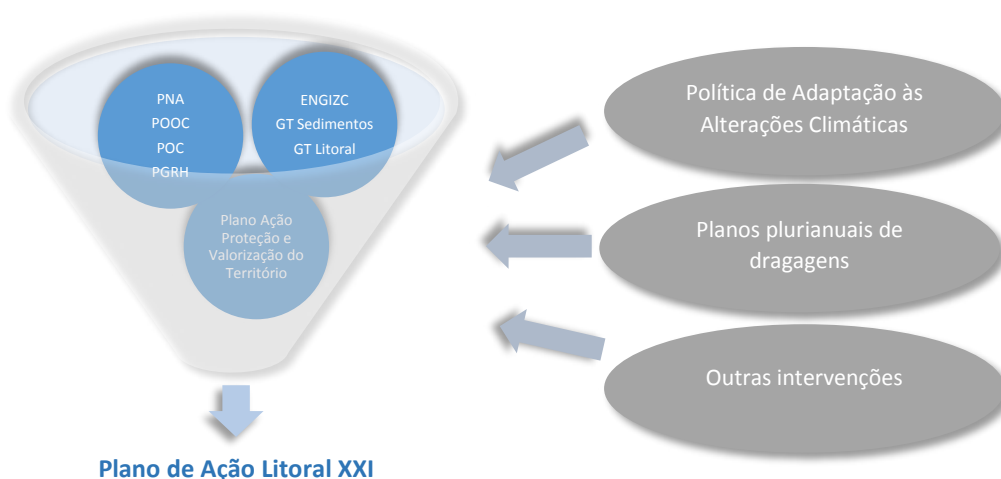 PNA
POOC
POC
PGRH
ENGIZC
GT Sedimentos
GT Litoral
Plano Ação
Proteção e
Valorização do
Território
Política de Adaptação às
Alterações Climáticas
Planos plurianuais de
dragagens
Outras intervenções
Plano de Ação Litoral XXI